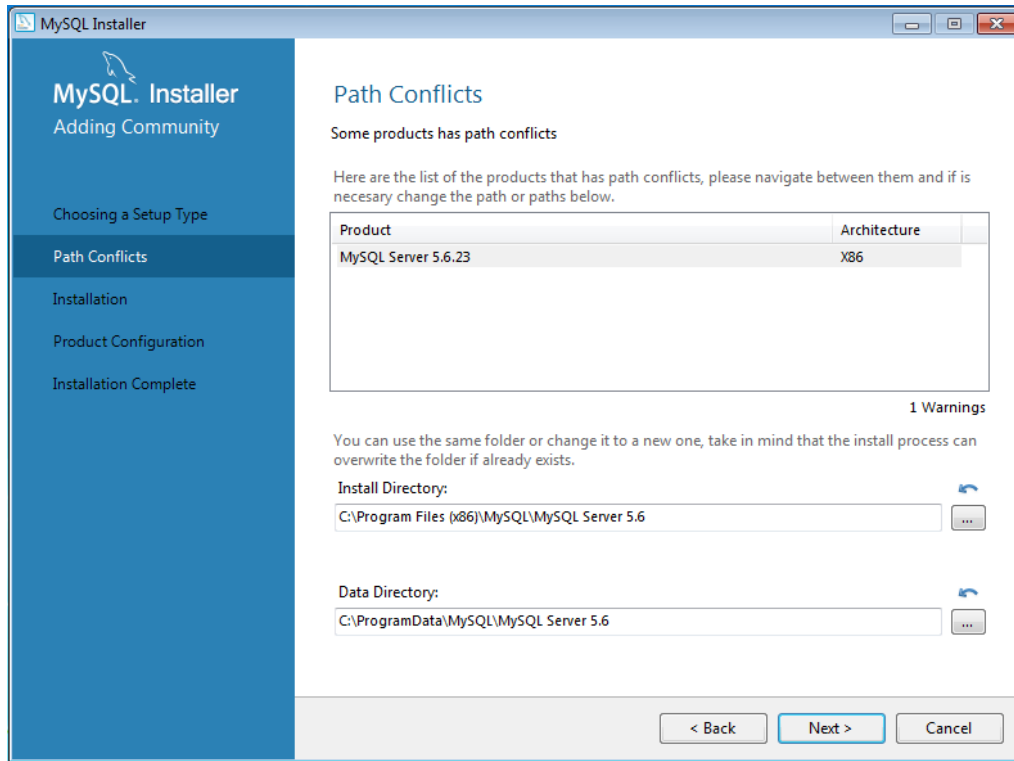 MySQL Installer
MySQL. Installer
Adding Community
Choosing a Setup Type
Path Conflicts
Installation
Product Configuration
Installation Complete
Path Conflicts
Some products has path conflicts
Here are the list of the products that has path conflicts, please navigate between them and if is
necesary change the path or paths below.
Product Architecture
MySQL Server 5.6.23 X86
1 Warnings
You can use the same folder or change it to a new one, take in mind that the install process can
overwrite the folder if already exists.
Install Directory:
C:\Program Files (x86)\MySQL\MySQL Server 5.6
...
Data Directory:
C:\ProgramData\MySQL\MySQL Server 5.6
...
< Back Next > Cancel